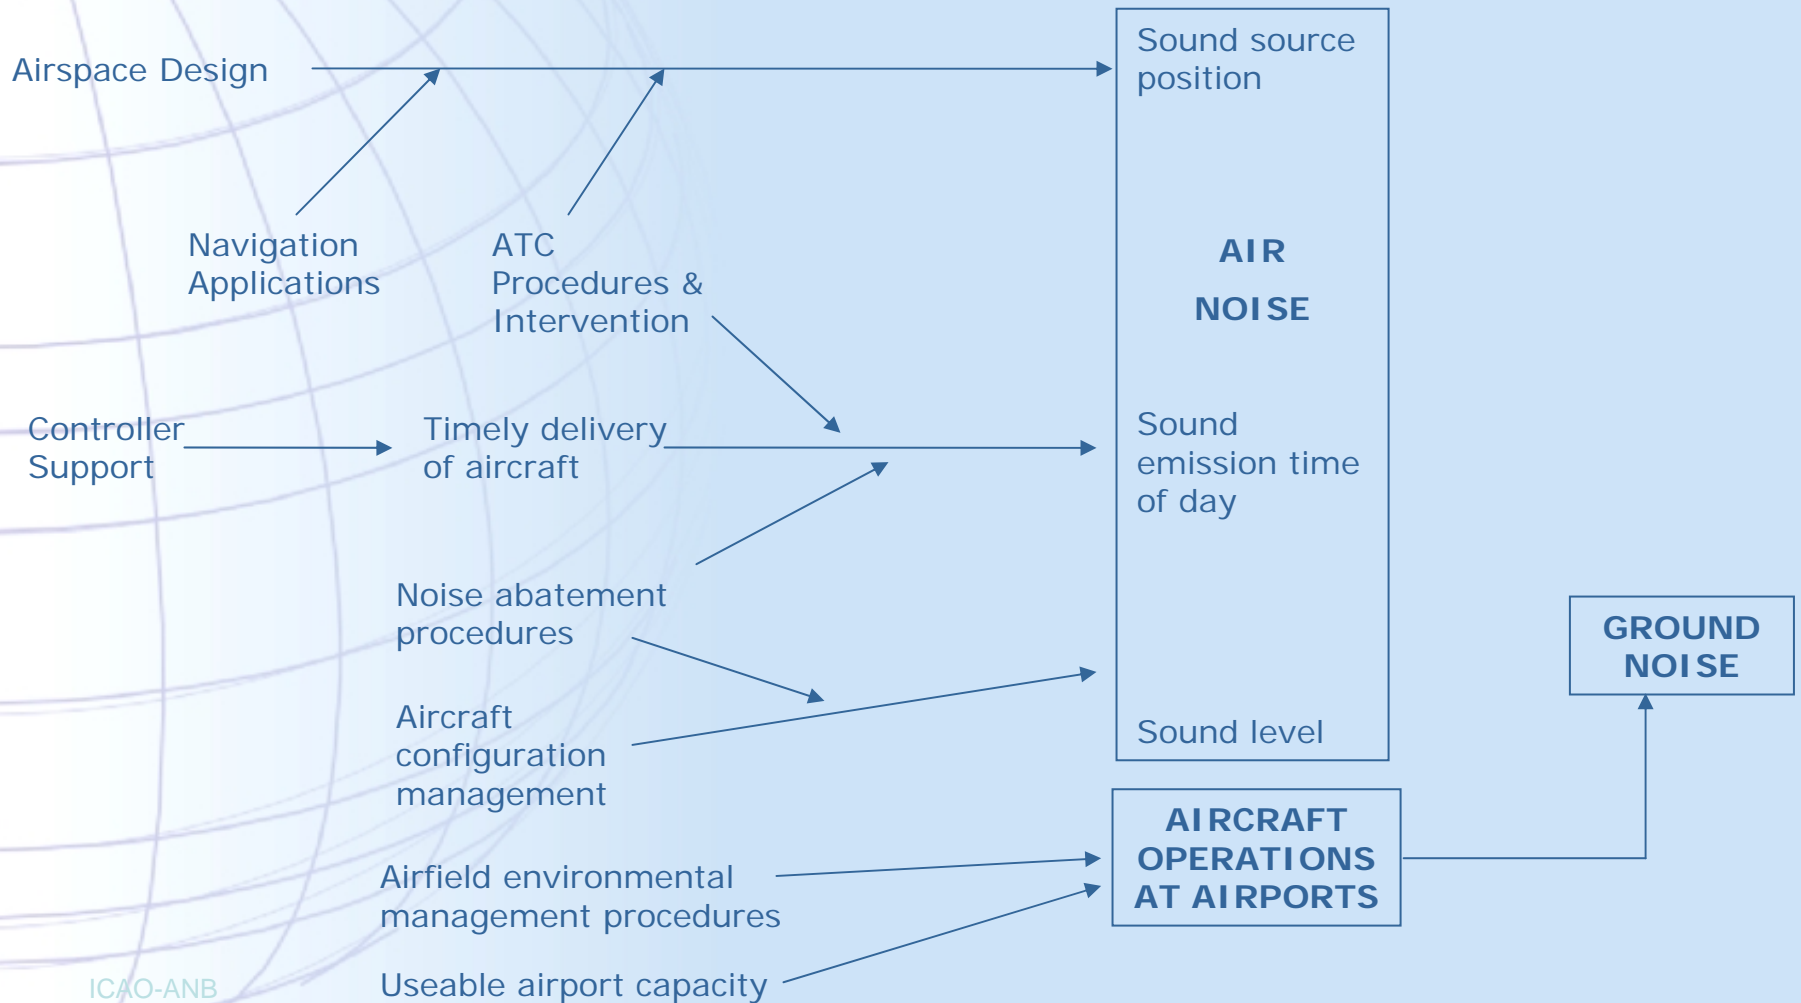 Airspace Design
Sound source
position
Navigation
Applications
ATC
Procedures &
Intervention
AIR
NOISE
Controller
Support
Timely delivery
of aircraft
Sound
emission time
of day
Noise abatement
procedures
GROUND
NOISE
Aircraft
configuration
management
Sound level
AIRCRAFT
OPERATIONS
AT AIRPORTS
Airfield environmental
management procedures
Useable airport capacity
ICAO-ANB